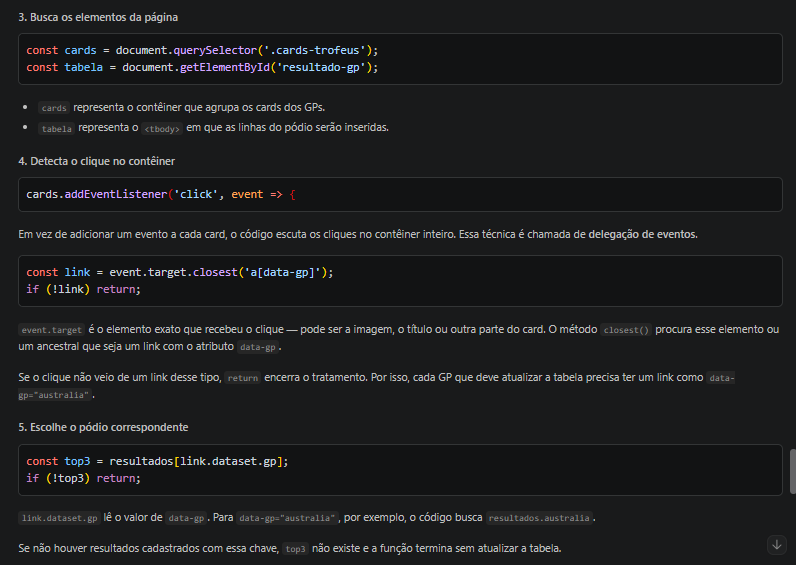 3. Busca os elementos da página
const cards = document.querySelector('.cards-trofeus');
const tabela = document.getElementById('resultado-gp');
• cards representa o contêiner que agrupa os cards dos GPs.
• tabela representa o <tbody> em que as linhas do pódio serão inseridas.
4. Detecta o clique no contêiner
cards.addEventListener('click', event => {
Em vez de adicionar um evento a cada card, o código escuta os cliques no contêiner inteiro. Essa técnica é chamada de delegação de eventos.
const link = event.target.closest('a[data-gp]');
if (!link) return;
event.target é o elemento exato que recebeu o clique — pode ser a imagem, o título ou outra parte do card. O método closest() procura esse elemento ou
um ancestral que seja um link com o atributo data-gp.
Se o clique não veio de um link desse tipo, return encerra o tratamento. Por isso, cada GP que deve atualizar a tabela precisa ter um link como data-
gp="australia".
5. Escolhe o pódio correspondente
const top3 = resultados[link.dataset.gp];
if (!top3) return;
link.dataset.gp lê o valor de data-gp. Para data-gp="australia", por exemplo, o código busca resultados.australia.
Se não houver resultados cadastrados com essa chave, top3 não existe e a função termina sem atualizar a tabela.